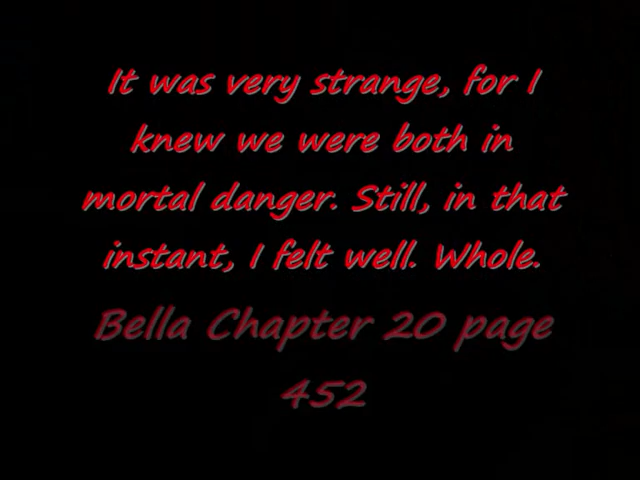 It was very strange, for I
knew we were both in
mortal danger. Still, in that
instant, I felt well. Whole.
Bella Chapter 20 page
452